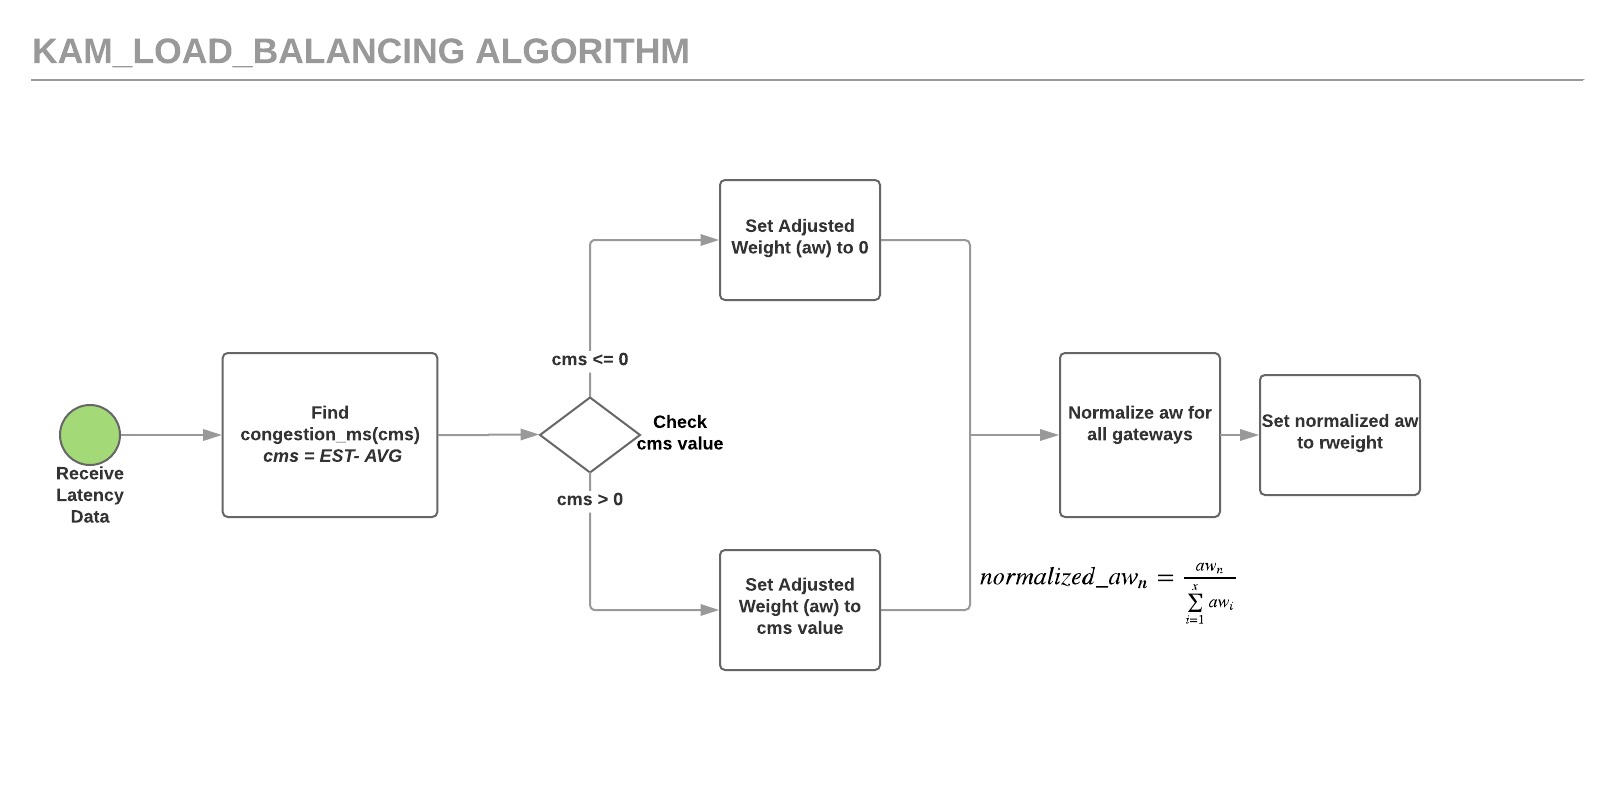 KAM_LOAD_BALANCING ALGORITHM
Receive
Latency
Data
Find
congestion_ms(cms)
cms = EST- AVG
cms <= 0
Check
cms value
cms > 0
Set Adjusted
Weight (aw) to 0
Set Adjusted
Weight (aw) to
cms value
Normalize aw for
all gateways
normalized_aw_n = \frac{aw_n}{\sum_{i=1}^{x} aw_i}
Set normalized aw
to rweight